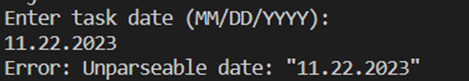 Enter task date (MM/DD/YYYY):
11.22.2023
Error: Unparseable date: "11.22.2023"